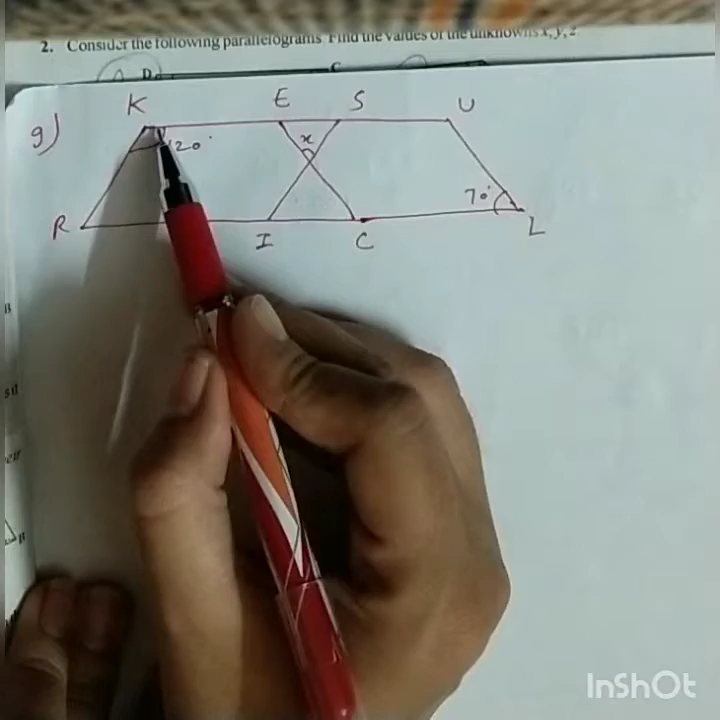 2. Consider the following parallelograms. Find the values of the unknowns x, y, z
D C
K E S U
g) 120° x
70°
R I C L
InShOt